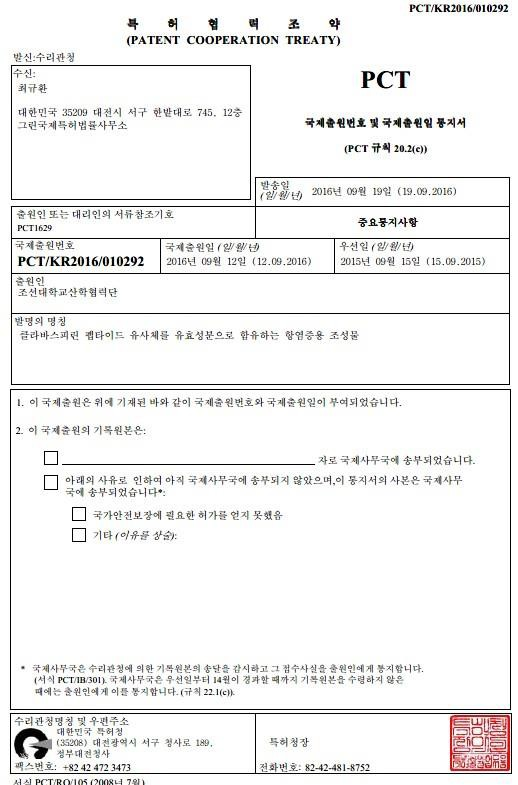 PCT/KR2016/010292
특 허 협 력 조 약
(PATENT COOPERATION TREATY)
발신:수리관청
수신:
최규환
대한민국 35209 대전시 서구 한밭대로 745, 12층
그린국제특허법률사무소
PCT
국제출원번호 및 국제출원일 통지서
(PCT 규칙 20.2(c))
발송일
(일/월/년) 2016년 09월 19일 (19.09.2016)
출원인 또는 대리인의 서류참조기호
PCT1629
중요통지사항
국제출원번호
PCT/KR2016/010292
국제출원일 (일/월/년)
2016년 09월 12일 (12.09.2016)
우선일 (일/월/년)
2015년 09월 15일 (15.09.2015)
출원인
조선대학교산학협력단
발명의 명칭
클라바스피린 펩타이드 유사체를 유효성분으로 함유하는 항염증용 조성물
1. 이 국제출원은 위에 기재된 바와 같이 국제출원번호와 국제출원일이 부여되었습니다.
2. 이 국제출원의 기록원본은:
자로 국제사무국에 송부되었습니다.
아래의 사유로 인하여 아직 국제사무국에 송부되지 않았으며,이 통지서의 사본은 국제사무
국에 송부되었습니다*:
국가안전보장에 필요한 허가를 얻지 못했음
기타 (이유를 상술):
* 국제사무국은 수리관청에 의한 기록원본의 송달을 감시하고 그 접수사실을 출원인에게 통지합니다.
(서식 PCT/IB/301). 국제사무국은 우선일부터 14월이 경과할 때까지 기록원본을 수령하지 않은
때에는 출원인에게 이를 통지합니다. (규칙 22.1(c)).
수리관청명칭 및 우편주소
대한민국 특허청
(35208) 대전광역시 서구 청사로 189,
정부대전청사
팩스번호: +82 42 472 3473
특허청장
전화번호: 82-42-481-8752
서식 PCT/RO/105 (2008년 7월)